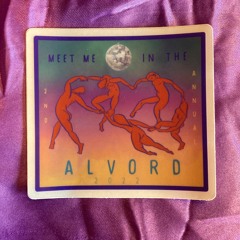 MEET ME IN THE
2ND
ANNUAL
ALVORD
2022